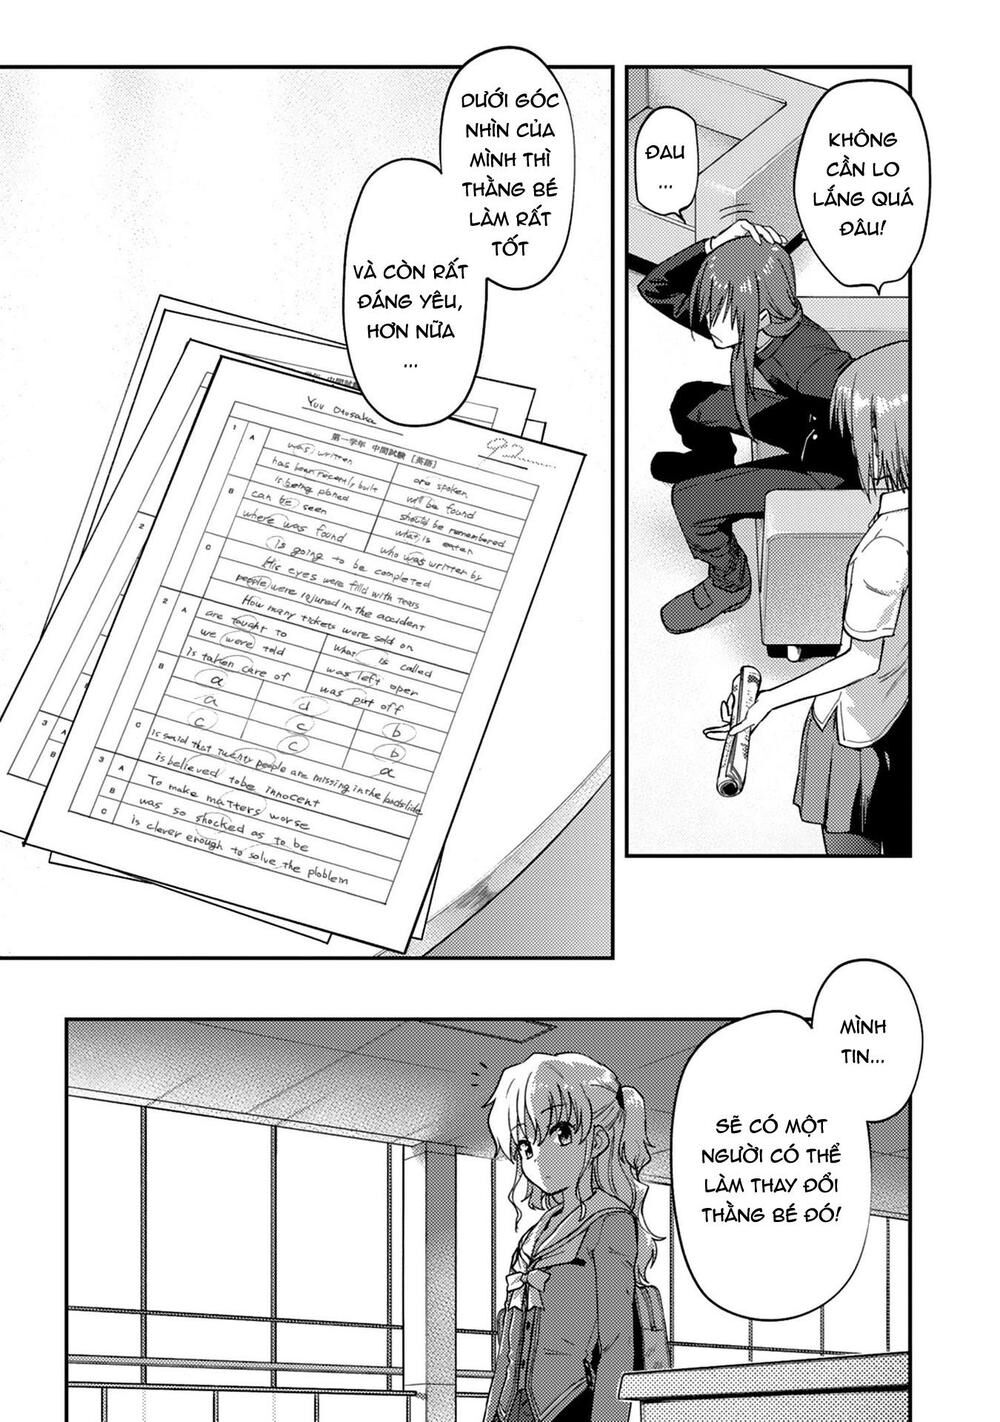 KHÔNG
CẦN LO
LẮNG QUÁ
ĐÂU!
ĐAU
...
DƯỚI GÓC
NHÌN CỦA
MÌNH THÌ
THẰNG BÉ
LÀM RẤT
TỐT
VÀ CÒN RẤT
ĐÁNG YÊU,
HƠN NỮA
...
Yuu Otosaka
92
第一学年 中間試験 [英語]
1 A was written are spoken
has been recently built will be found
B is being planed should be remembered
can be seen what is eaten
where was found who was written by
C is going to be completed
His eyes were filld with tears
people were injured in the accident
How many tickets were sold on
2 A are taught to what is called
we were told was left open
B is taken care of was put off
a d b
a c b
C c c a
is said that twenty people are missing in the landslide
3 A is believed tobe innocent
B To make matters worse
C was so shocked as to be
is clever enough to solve the ploblem
2
3 A
MÌNH
TIN...
SẼ CÓ MỘT
NGƯỜI CÓ THỂ
LÀM THAY ĐỔI
THẰNG BÉ ĐÓ!